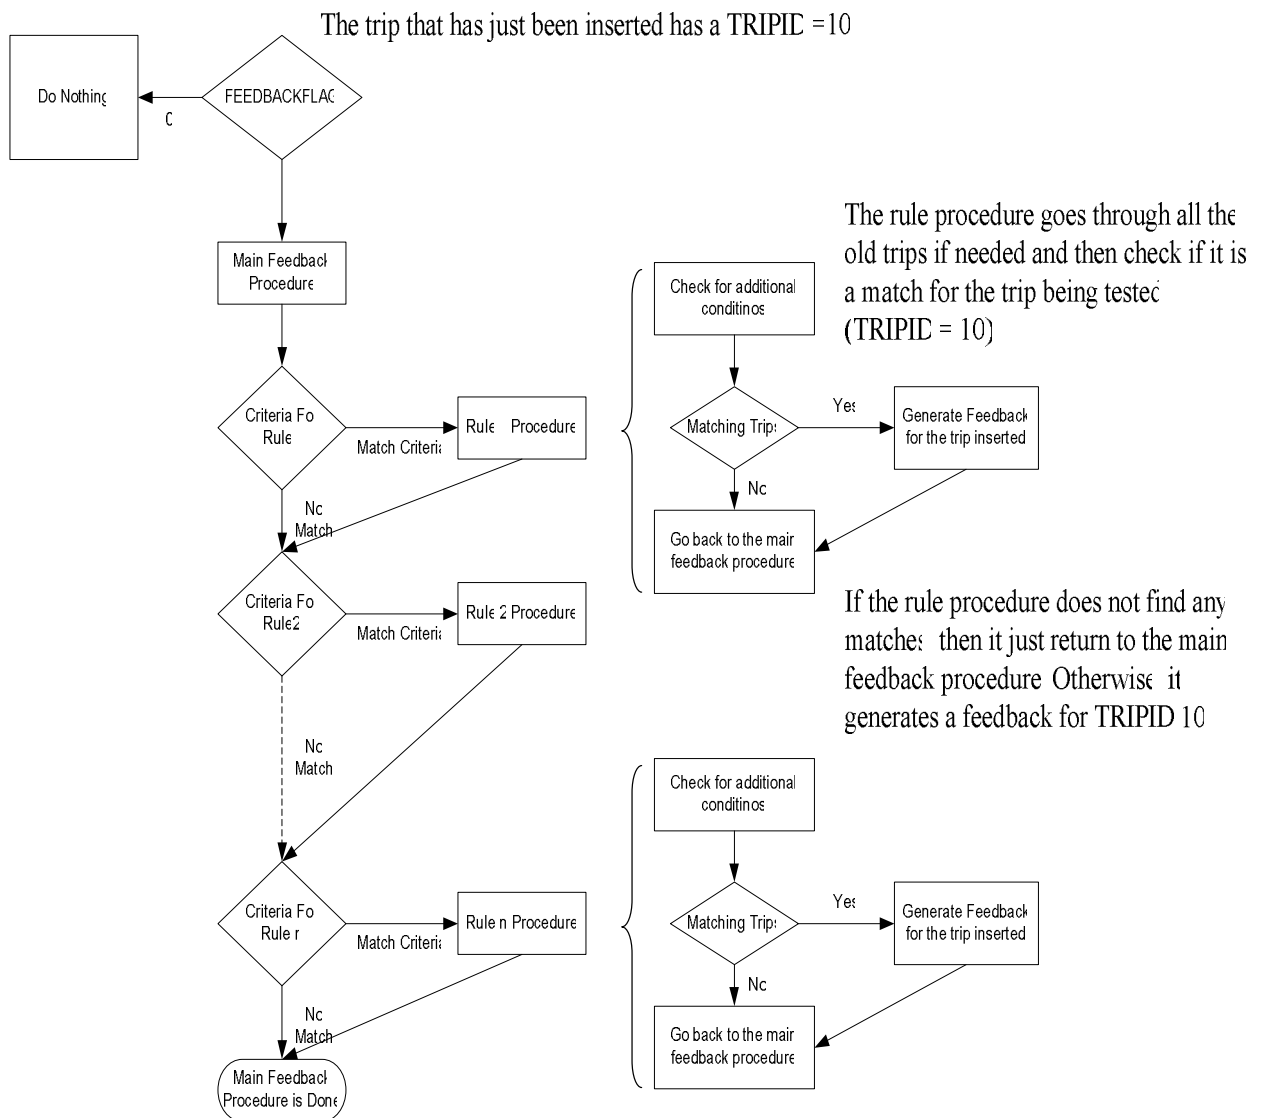 The trip that has just been inserted has a TRIPID =10
Do Nothing
FEEDBACKFLAG
0
The rule procedure goes through all the
old trips if needed and then check if it is
a match for the trip being tested
(TRIPID = 10)
Main Feedback
Procedure
Check for additional
conditinos
Criteria Fo
Rule
Match Criteria
Rule Procedure
Matching Trips
Yes
Generate Feedback
for the trip inserted
No
Match
No
Go back to the main
feedback procedure
Criteria Fo
Rule2
Match Criteria
Rule 2 Procedure
If the rule procedure does not find any
matches then it just return to the main
feedback procedure Otherwise it
generates a feedback for TRIPID 10
No
Match
Check for additional
conditinos
Criteria Fo
Rule n
Match Criteria
Rule n Procedure
Matching Trips
Yes
Generate Feedback
for the trip inserted
No
Match
No
Go back to the main
feedback procedure
Main Feedback
Procedure is Done